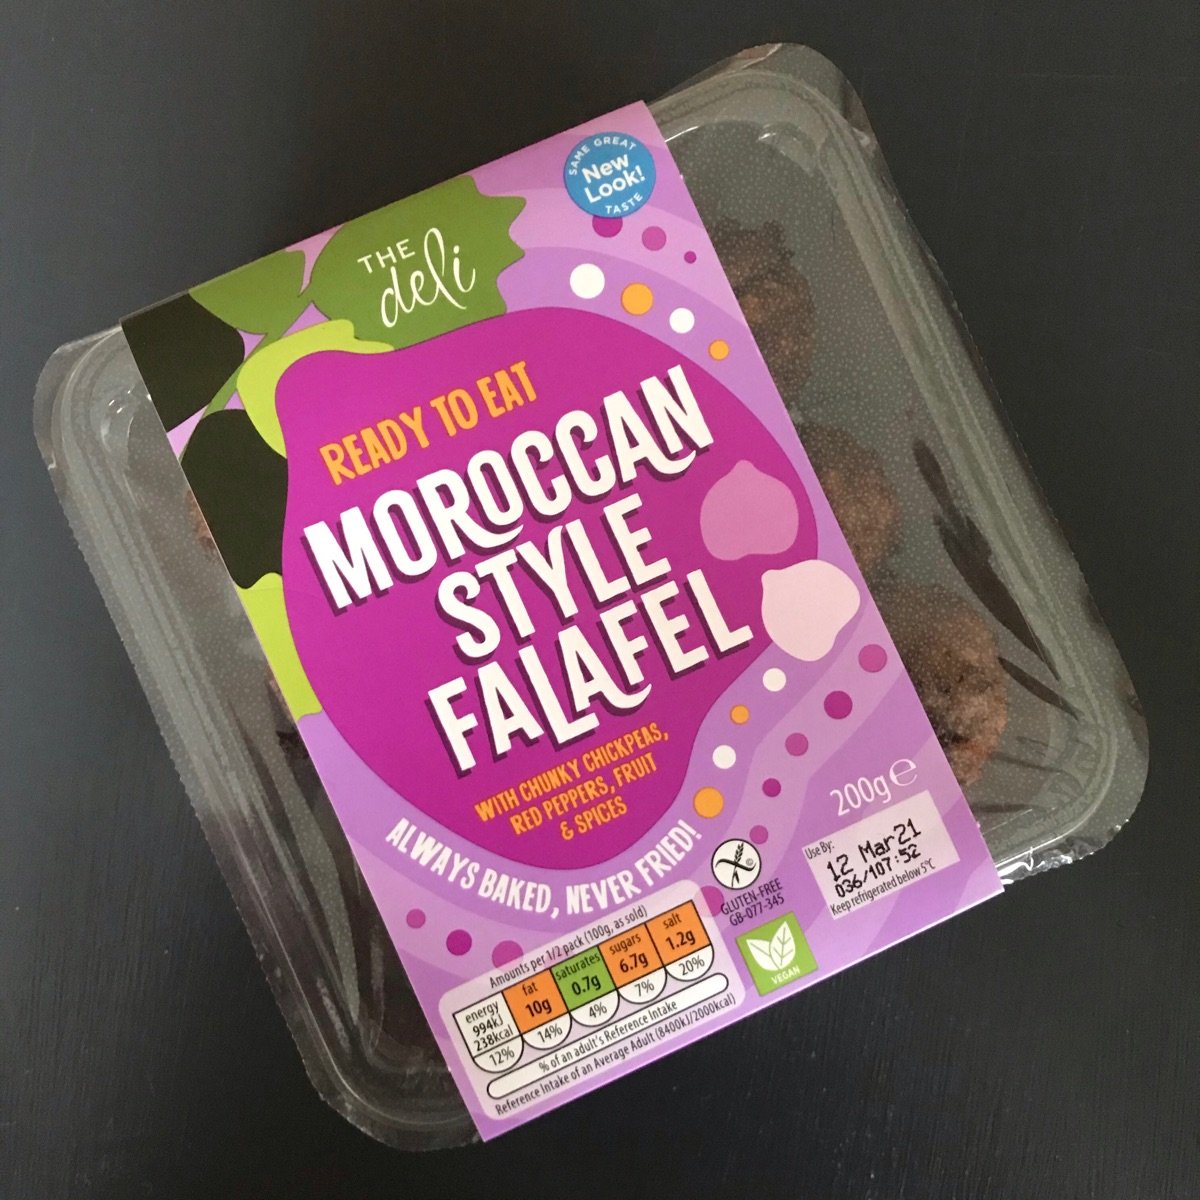 SAME GREAT
New
Look!
TASTE
THE
deli
READY TO EAT
MOROCCAN
STYLE
FALAFEL
WITH CHUNKY CHICKPEAS,
RED PEPPERS, FRUIT
& SPICES
ALWAYS BAKED, NEVER FRIED!
200g℮
Use By:
12 Mar21
036/107:52
Keep refrigerated below 5°C
GLUTEN-FREE
GB-077-345
VEGAN
Amounts per 1/2 pack (100g, as sold)
energy
994kJ
238kcal
12%
fat
10g
14%
saturates
0.7g
4%
sugars
6.7g
7%
salt
1.2g
20%
% of an adult's Reference Intake
Reference Intake of an Average Adult (8400kJ/2000kcal)